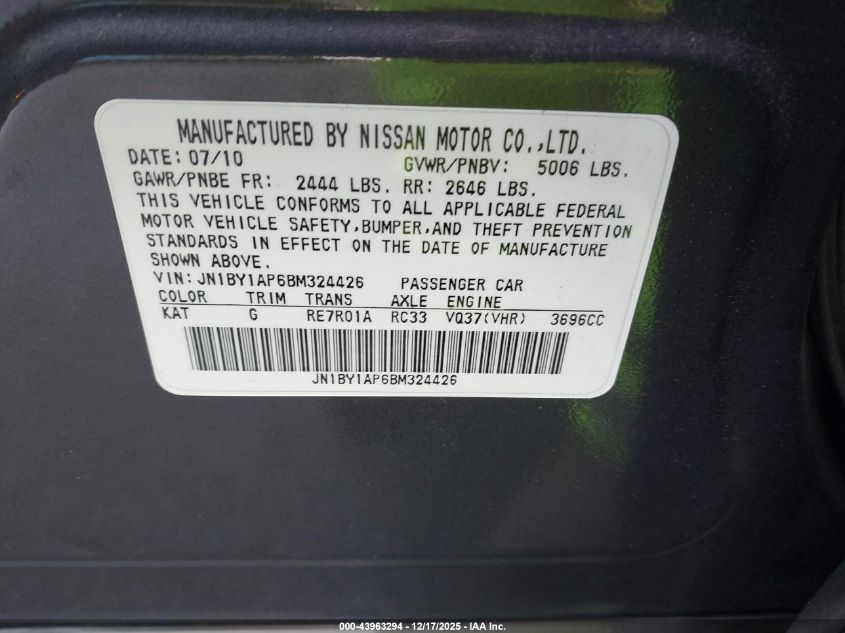 MANUFACTURED BY NISSAN MOTOR CO.,LTD.
DATE: 07/10 GVWR/PNBV: 5006 LBS.
GAWR/PNBE FR: 2444 LBS. RR: 2646 LBS.
THIS VEHICLE CONFORMS TO ALL APPLICABLE FEDERAL
MOTOR VEHICLE SAFETY,BUMPER,AND THEFT PREVENTION
STANDARDS IN EFFECT ON THE DATE OF MANUFACTURE
SHOWN ABOVE.
VIN: JN1BY1AP6BM324426 PASSENGER CAR
COLOR TRIM TRANS AXLE ENGINE
KAT G RE7R01A RC33 VQ37(VHR) 3696CC
JN1BY1AP6BM324426
000-43963294 - 12/17/2025 - IAA Inc.